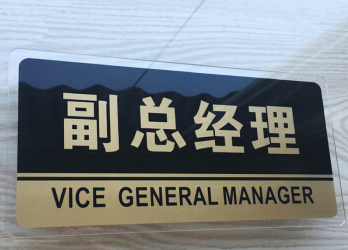 副总经理
VICE GENERAL MANAGER